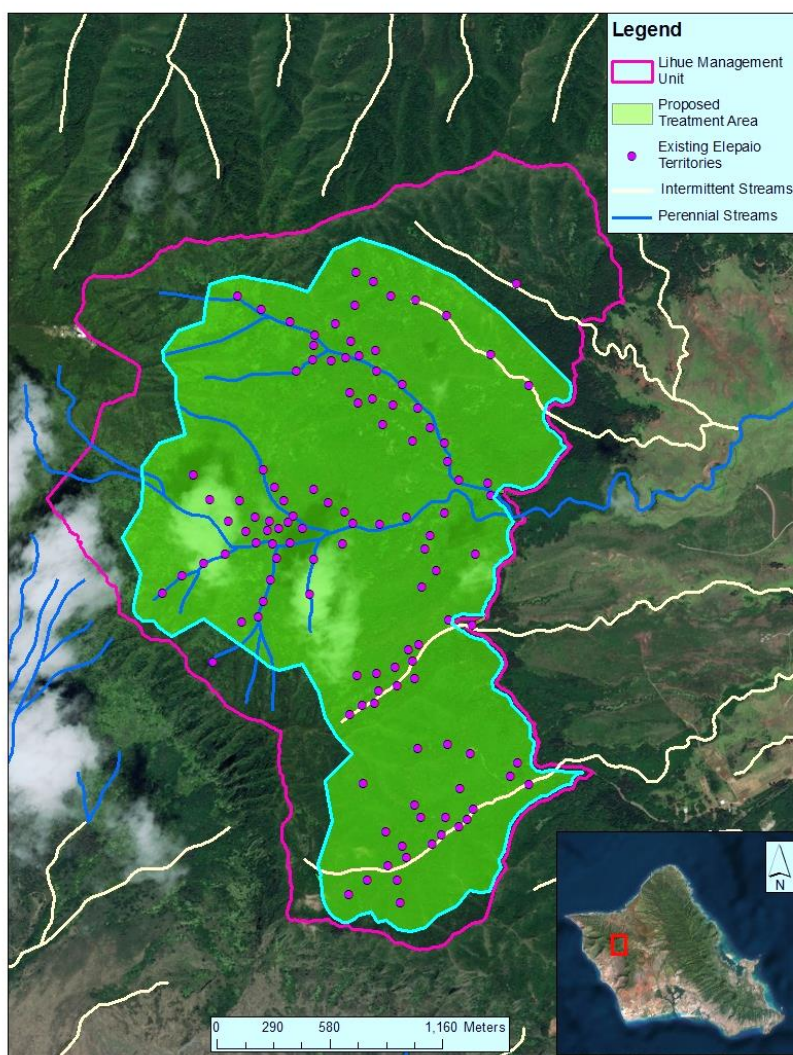 Legend
Lihue Management
Unit
Proposed
Treatment Area
Existing Elepaio
Territories
Intermittent Streams
Perennial Streams
N
0 290 580 1,160 Meters